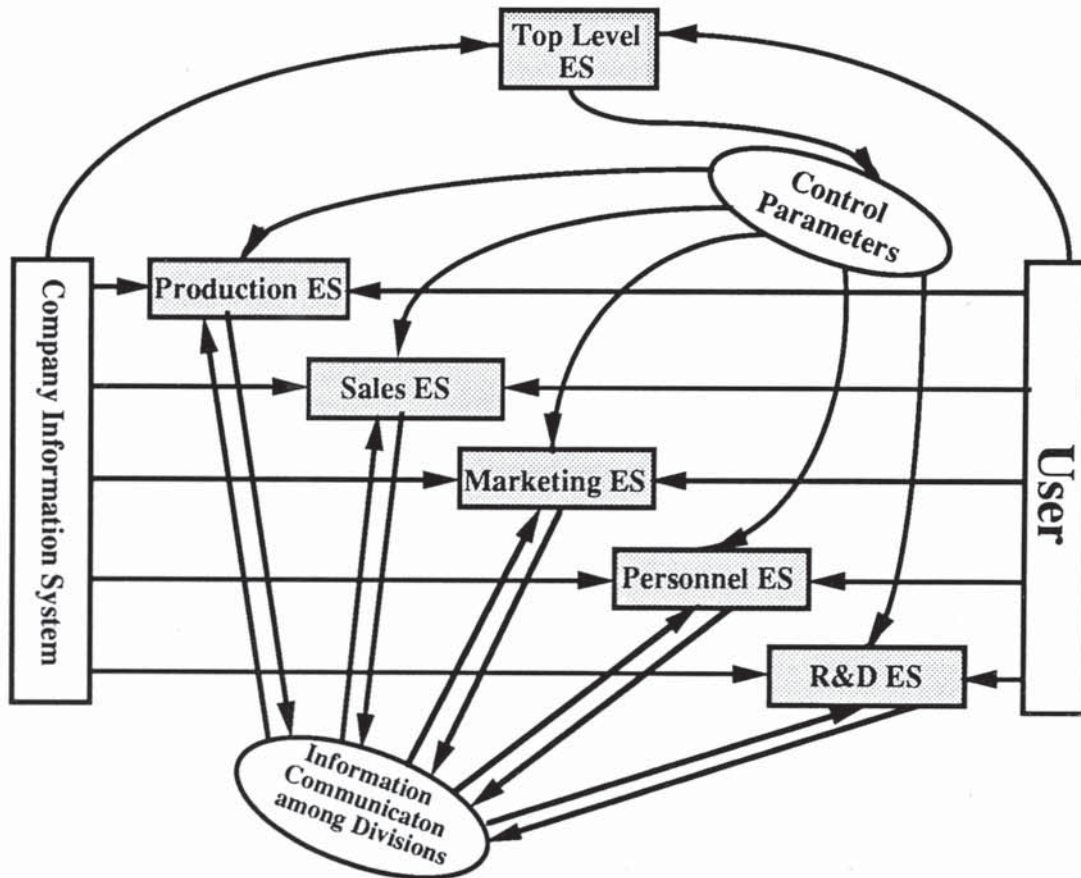 Top Level
ES
Control
Parameters
Company Information System
Production ES
User
Sales ES
Marketing ES
Personnel ES
R&D ES
Information
Communicaton
among Divisions